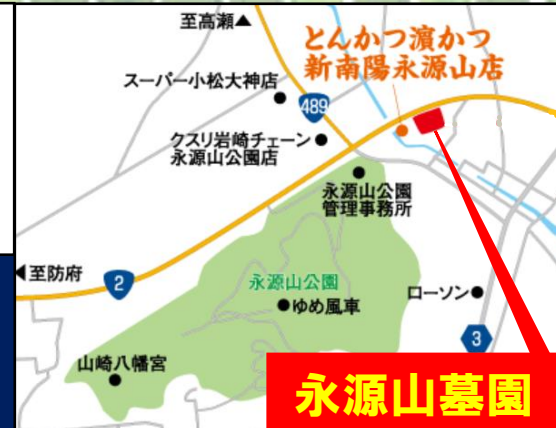 至高瀬▲
とんかつ濵かつ
新南陽永源山店
スーパー小松大神店
489
クスリ岩崎チェーン
永源山公園店
永源山公園
管理事務所
◀至防府
2
永源山公園
ゆめ風車
ローソン
3
山崎八幡宮
永源山墓園